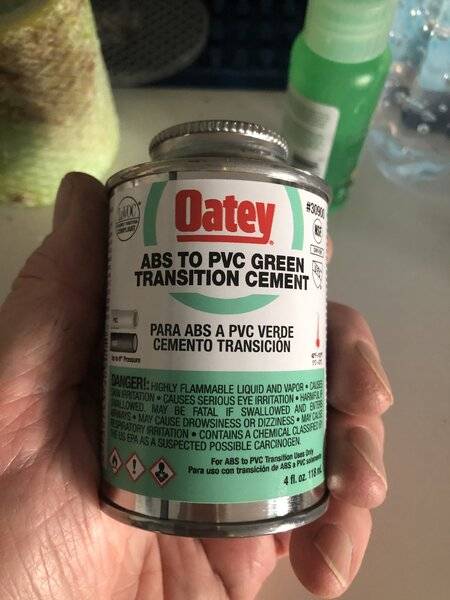 Oatey
#3090
NSF
ABS TO PVC GREEN
TRANSITION CEMENT
PARA ABS A PVC VERDE
CEMENTO TRANSICIÓN
PVC
DANGER!: HIGHLY FLAMMABLE LIQUID AND VAPOR • CAUSES
SKIN IRRITATION • CAUSES SERIOUS EYE IRRITATION • HARMFUL IF
SWALLOWED. MAY BE FATAL IF SWALLOWED AND ENTERS
AIRWAYS • MAY CAUSE DROWSINESS OR DIZZINESS • MAY CAUSE
RESPIRATORY IRRITATION • CONTAINS A CHEMICAL CLASSIFIED BY
THE US EPA AS A SUSPECTED POSSIBLE CARCINOGEN.
For ABS to PVC Transition Uses Only
Para uso con transición de ABS a PVC solamente
4 fl. oz. 118 mL